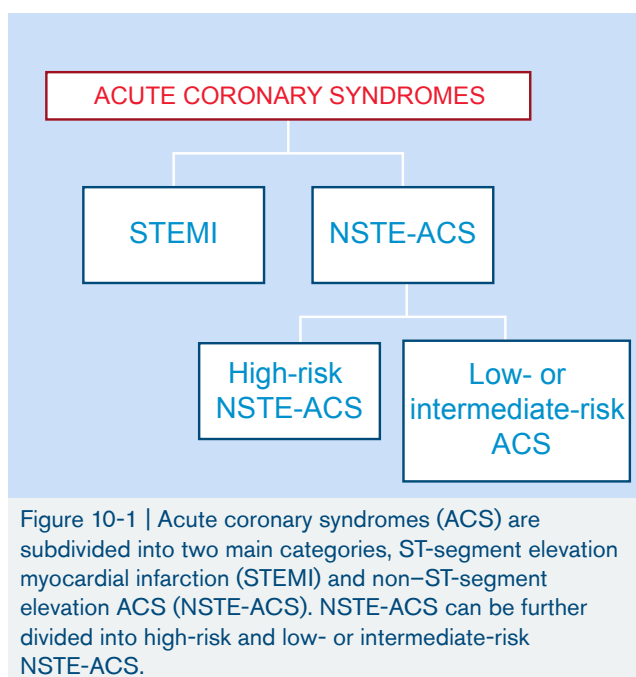 ACUTE CORONARY SYNDROMES
STEMI
NSTE-ACS
High-risk
NSTE-ACS
Low- or
intermediate-risk
ACS
Figure 10-1 | Acute coronary syndromes (ACS) are
subdivided into two main categories, ST-segment elevation
myocardial infarction (STEMI) and non–ST-segment
elevation ACS (NSTE-ACS). NSTE-ACS can be further
divided into high-risk and low- or intermediate-risk
NSTE-ACS.